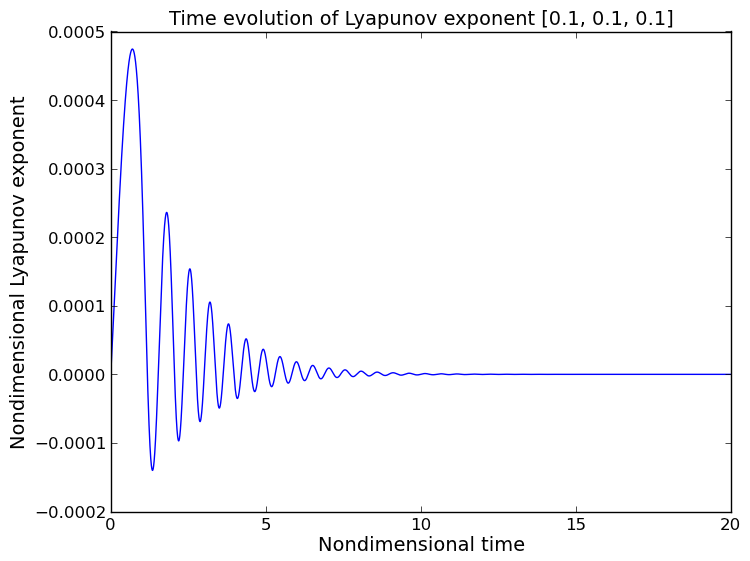 Time evolution of Lyapunov exponent [0.1, 0.1, 0.1]
Nondimensional Lyapunov exponent
0.0005
0.0004
0.0003
0.0002
0.0001
0.0000
−0.0001
−0.0002
0 5 10 15 20
Nondimensional time